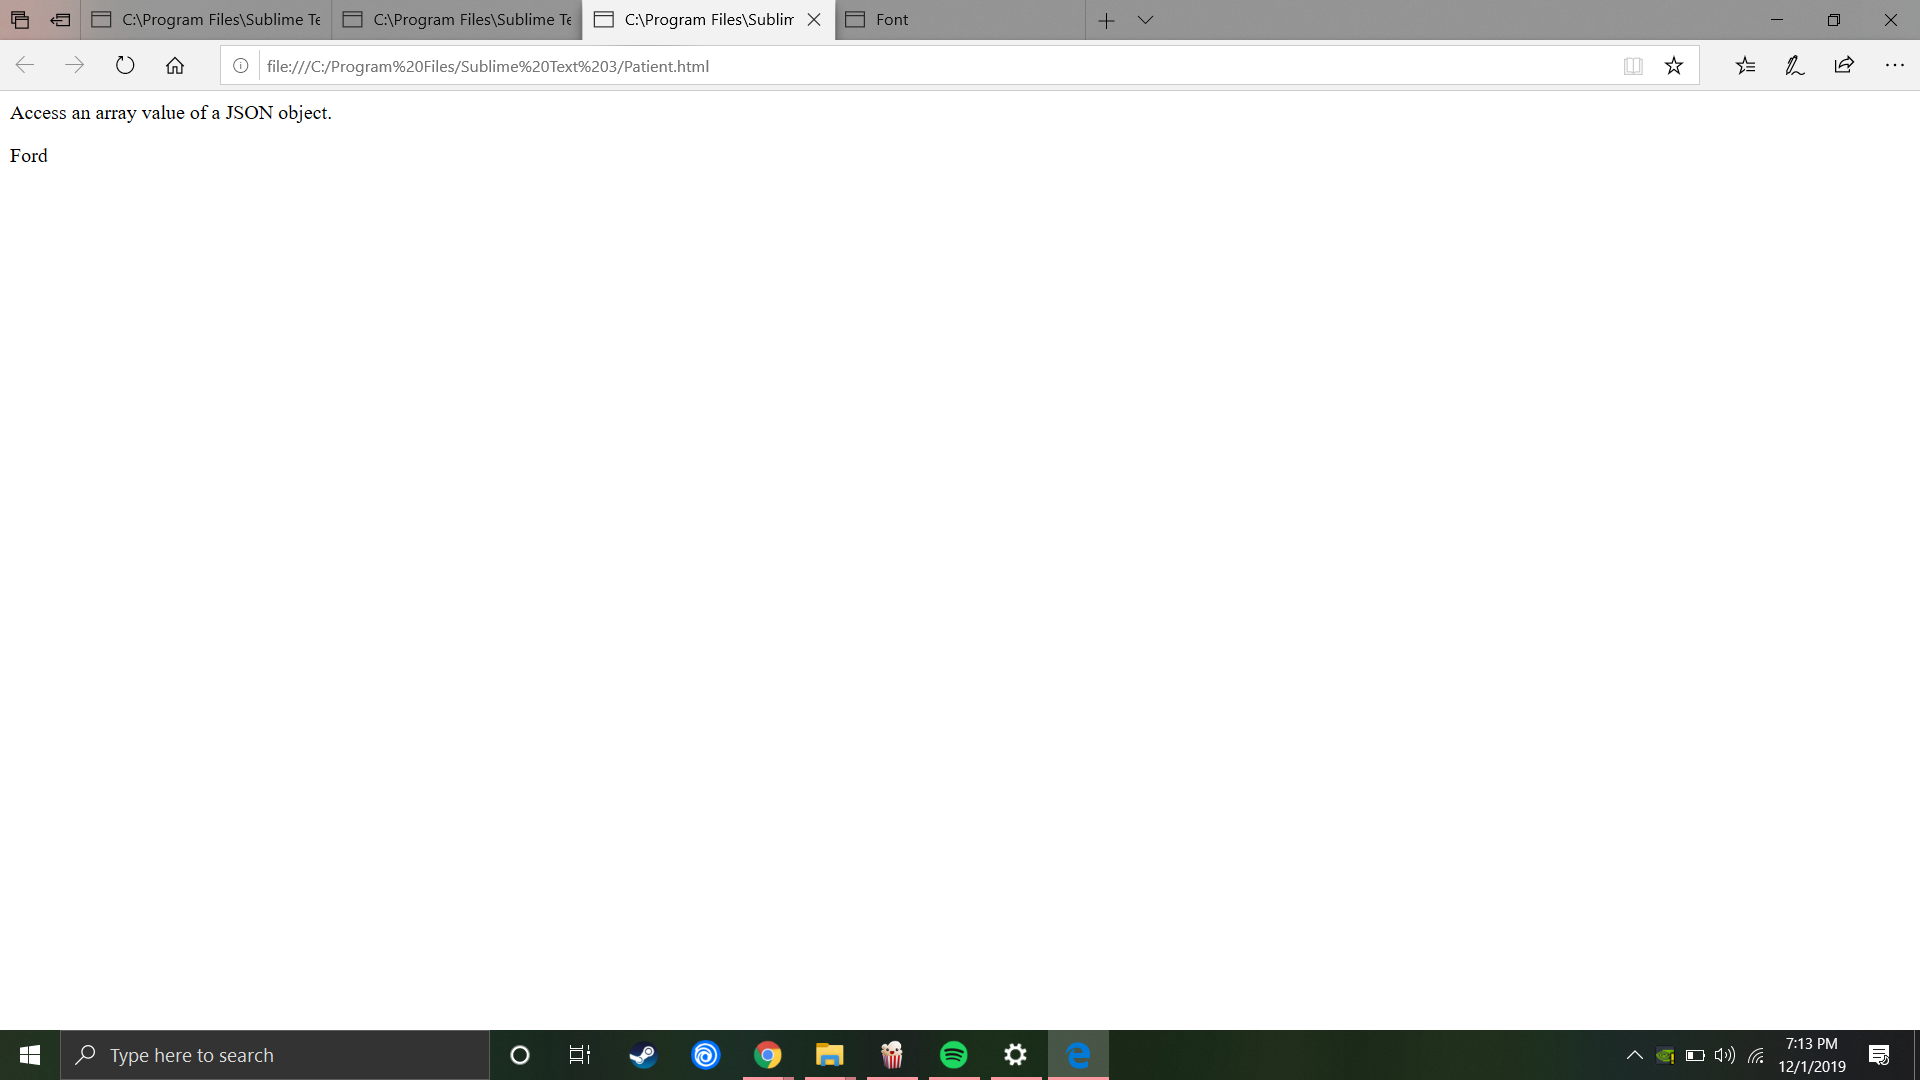 C:\Program Files\Sublime Te
C:\Program Files\Sublime Te
C:\Program Files\Sublim
Font
file:///C:/Program%20Files/Sublime%20Text%203/Patient.html
Access an array value of a JSON object.
Ford
Type here to search
7:13 PM
12/1/2019